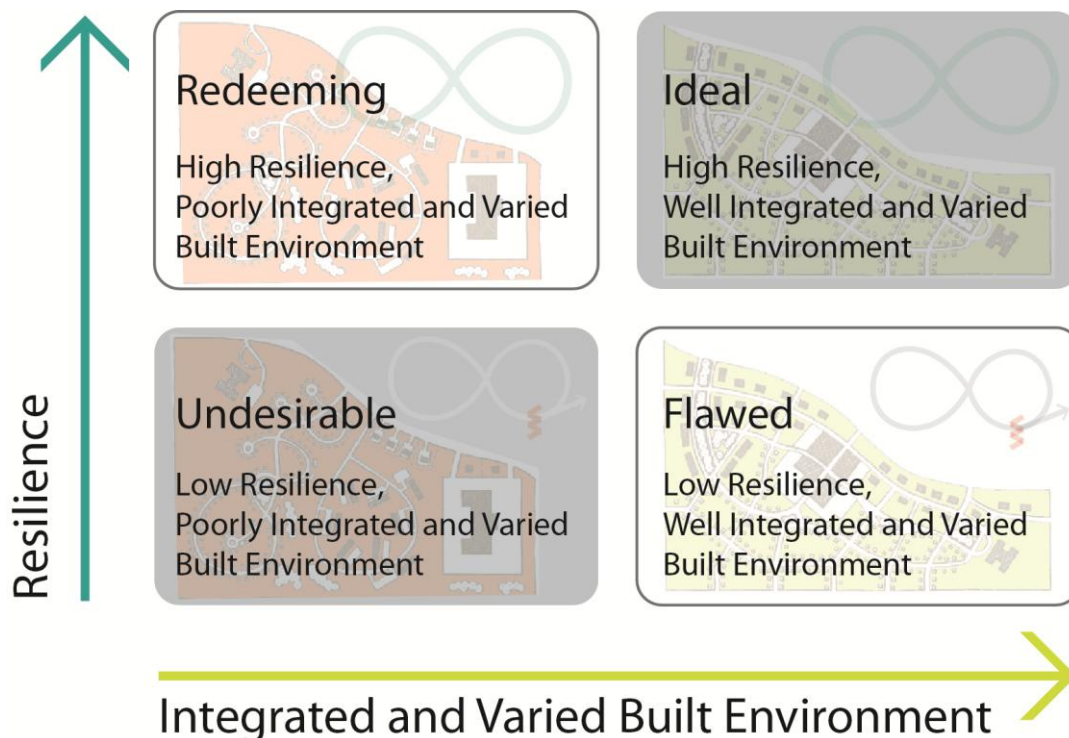 Redeeming
High Resilience,
Poorly Integrated and Varied
Built Environment
Ideal
High Resilience,
Well Integrated and Varied
Built Environment
Undesirable
Low Resilience,
Poorly Integrated and Varied
Built Environment
Flawed
Low Resilience,
Well Integrated and Varied
Built Environment
Resilience
Integrated and Varied Built Environment